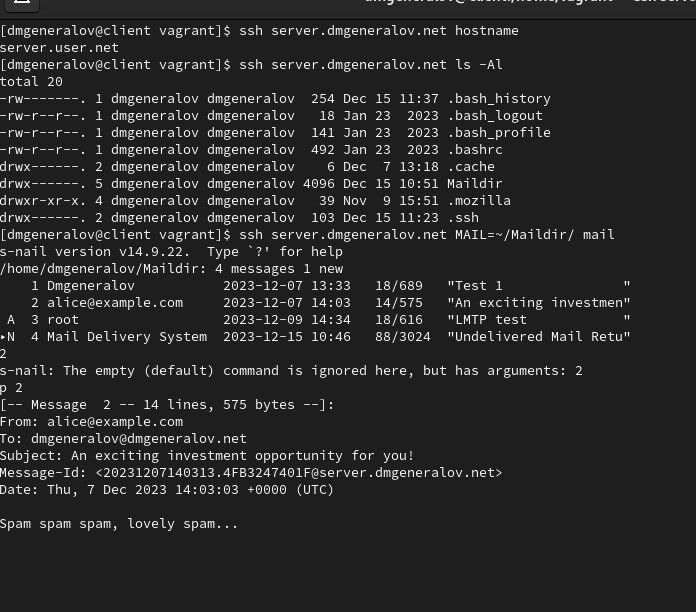 [dmgeneralov@client vagrant]$ ssh server.dmgeneralov.net hostname
server.user.net
[dmgeneralov@client vagrant]$ ssh server.dmgeneralov.net ls -Al
total 20
-rw-------. 1 dmgeneralov dmgeneralov  254 Dec 15 11:37 .bash_history
-rw-r--r--. 1 dmgeneralov dmgeneralov   18 Jan 23  2023 .bash_logout
-rw-r--r--. 1 dmgeneralov dmgeneralov  141 Jan 23  2023 .bash_profile
-rw-r--r--. 1 dmgeneralov dmgeneralov  492 Jan 23  2023 .bashrc
drwx------. 2 dmgeneralov dmgeneralov    6 Dec  7 13:18 .cache
drwx------. 5 dmgeneralov dmgeneralov 4096 Dec 15 10:51 Maildir
drwxr-xr-x. 4 dmgeneralov dmgeneralov   39 Nov  9 15:51 .mozilla
drwx------. 2 dmgeneralov dmgeneralov  103 Dec 15 11:23 .ssh
[dmgeneralov@client vagrant]$ ssh server.dmgeneralov.net MAIL=~/Maildir/ mail
s-nail version v14.9.22.  Type `?' for help
/home/dmgeneralov/Maildir: 4 messages 1 new
    1 Dmgeneralov           2023-12-07 13:33   18/689   "Test 1               "
    2 alice@example.com     2023-12-07 14:03   14/575   "An exciting investmen"
 A  3 root                  2023-12-09 14:34   18/616   "LMTP test            "
▸N  4 Mail Delivery System  2023-12-15 10:46   88/3024  "Undelivered Mail Retu"
2
s-nail: The empty (default) command is ignored here, but has arguments: 2
p 2
[-- Message  2 -- 14 lines, 575 bytes --]:
From: alice@example.com
To: dmgeneralov@dmgeneralov.net
Subject: An exciting investment opportunity for you!
Message-Id: <20231207140313.4FB3247401F@server.dmgeneralov.net>
Date: Thu, 7 Dec 2023 14:03:03 +0000 (UTC)

Spam spam spam, lovely spam...